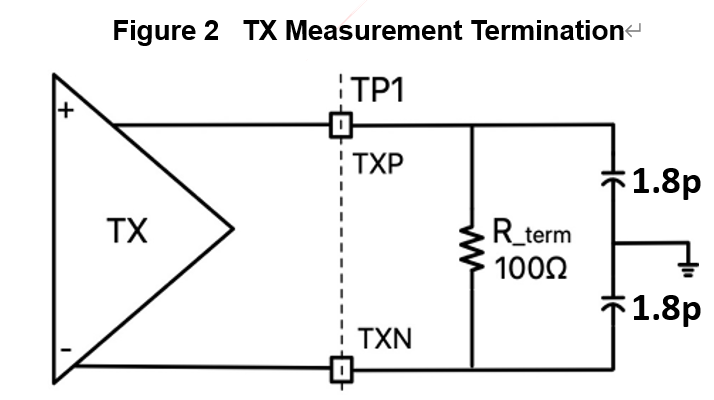 Figure 2 TX Measurement Termination↵
TP1
+
TXP
1.8p
TX
R_term
100Ω
1.8p
TXN
-